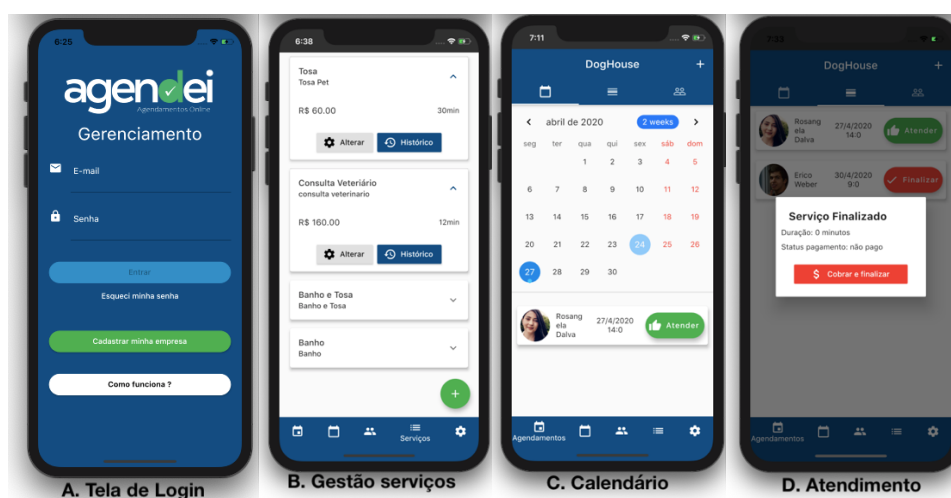 6:25
agendei
Agendamentos Online
Gerenciamento
E-mail
Senha
Entrar
Esqueci minha senha
Cadastrar minha empresa
Como funciona ?
A. Tela de Login
6:38
Tosa
Tosa Pet
R$ 60.00 30min
Alterar Histórico
Consulta Veteriário
consulta veterinario
R$ 160.00 12min
Alterar Histórico
Banho e Tosa
Banho e Tosa
Banho
Banho
+
Serviços
B. Gestão serviços
7:11
DogHouse +
< abril de 2020 2 weeks >
seg ter qua qui sex sáb dom
1 2 3 4 5
6 7 8 9 10 11 12
13 14 15 16 17 18 19
20 21 22 23 24 25 26
27 28 29 30
Rosang
ela
Dalva
27/4/2020
14:0
Atender
Agendamentos
C. Calendário
7:33
DogHouse +
Rosang
ela
Dalva
27/4/2020
14:0
Atender
Erico
Weber
30/4/2020
9:0
Finalizar
Serviço Finalizado
Duração: 0 minutos
Status pagamento: não pago
$ Cobrar e finalizar
Agendamentos
D. Atendimento